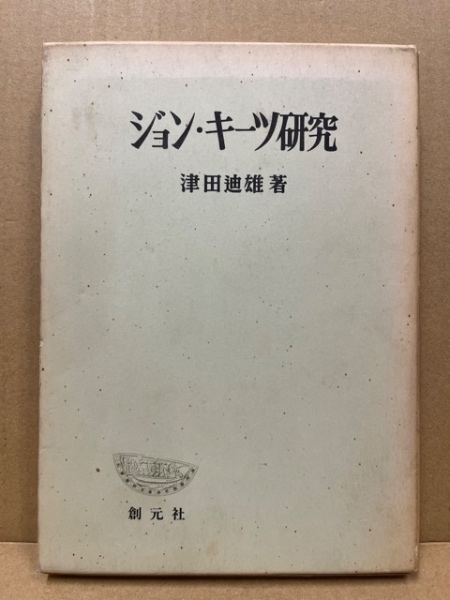 ジョン・キーツ研究
津田迪雄著
創元社